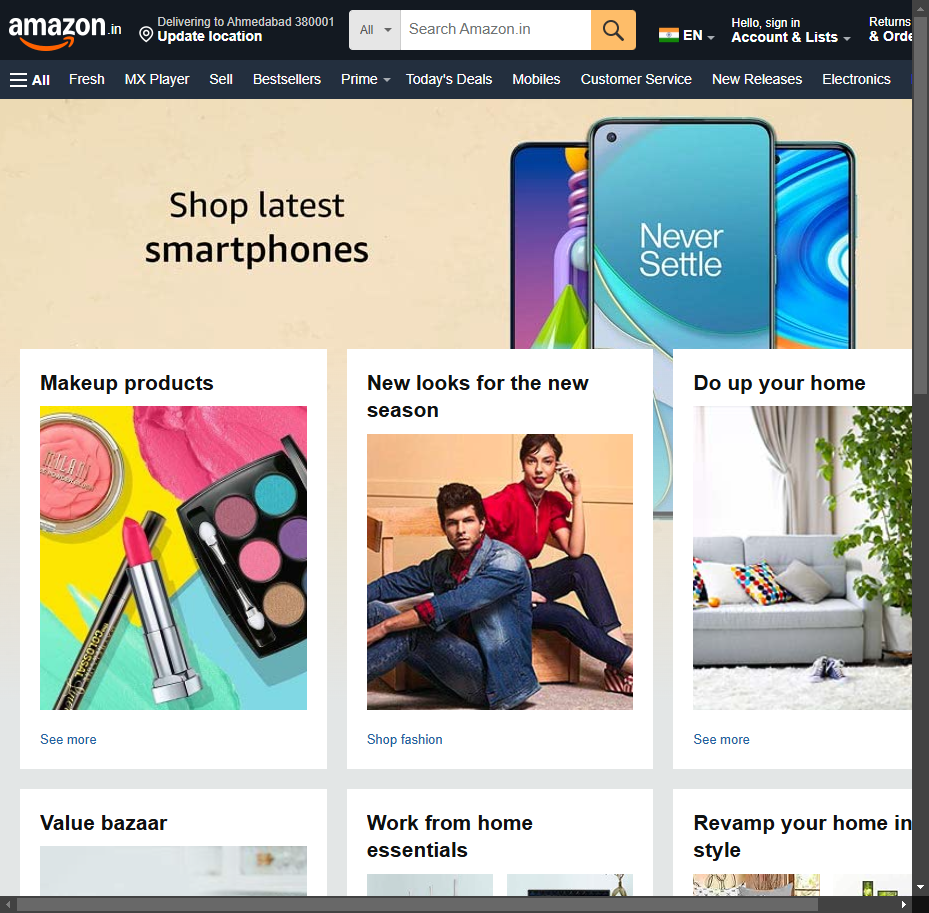 amazon.in
Delivering to Ahmedabad 380001
Update location
All
Search Amazon.in
EN
Hello, sign in
Account & Lists
Returns
& Orde
All
Fresh
MX Player
Sell
Bestsellers
Prime
Today's Deals
Mobiles
Customer Service
New Releases
Electronics
Shop latest
smartphones
Never
Settle
Makeup products
MILANI
COLOSSAL
See more
New looks for the new
season
Shop fashion
Do up your home
See more
Value bazaar
Work from home
essentials
Revamp your home in
style